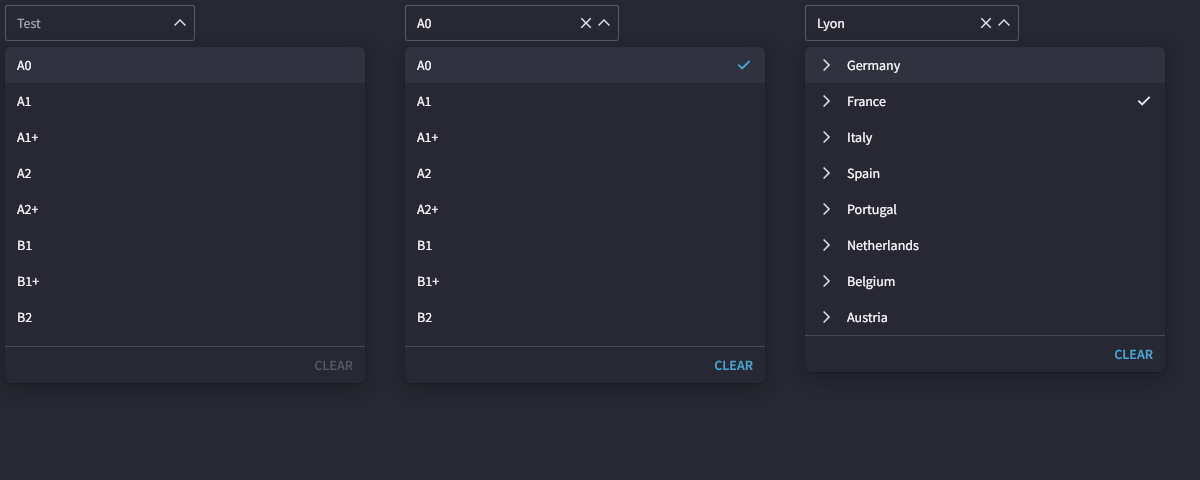 Test
A0
A1
A1+
A2
A2+
B1
B1+
B2
CLEAR
A0
A0
A1
A1+
A2
A2+
B1
B1+
B2
CLEAR
Lyon
Germany
France
Italy
Spain
Portugal
Netherlands
Belgium
Austria
CLEAR